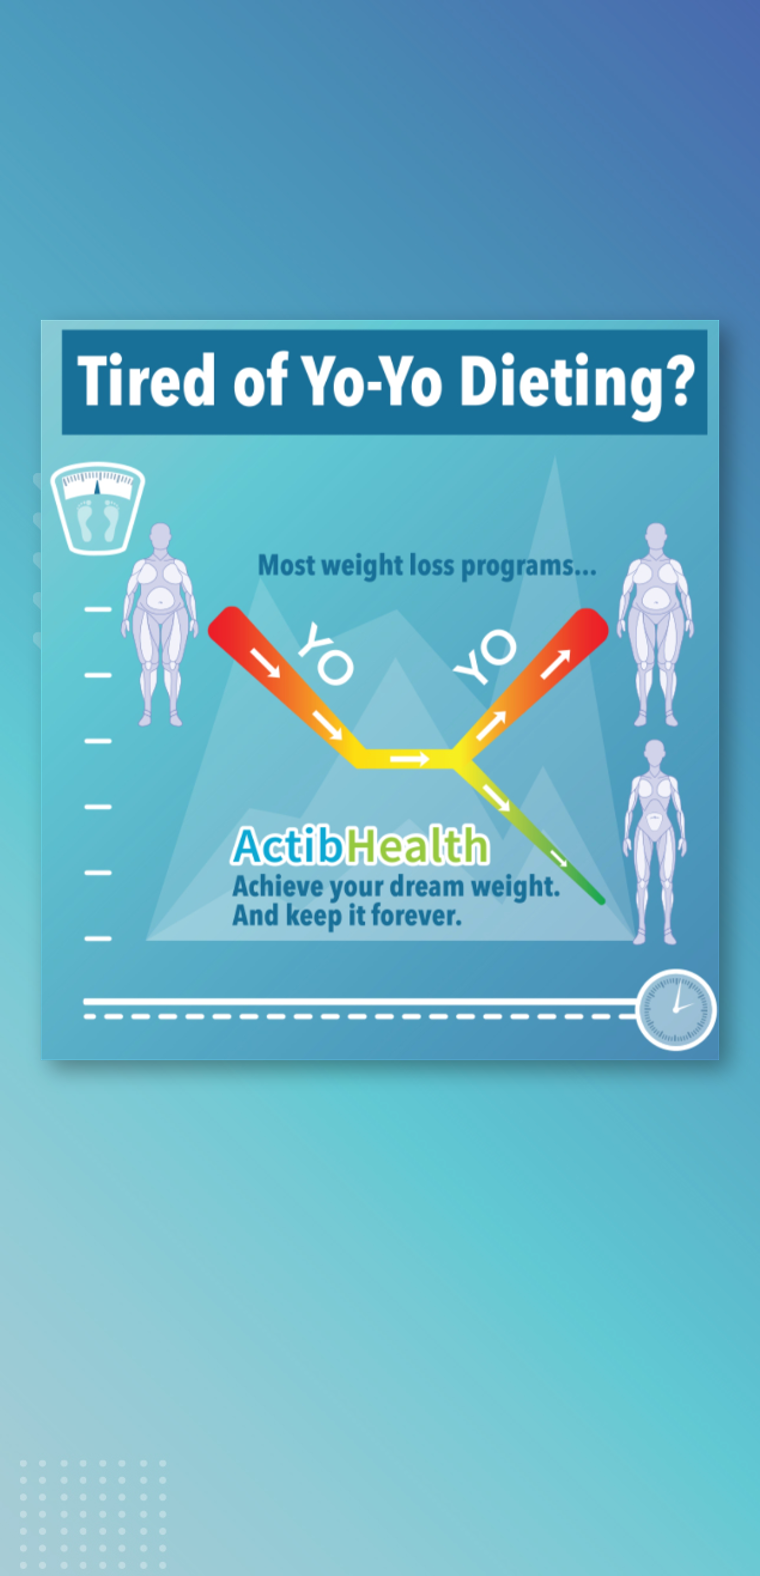 Tired of Yo-Yo Dieting?
Most weight loss programs...
YO
YO
ActibHealth
Achieve your dream weight.
And keep it forever.